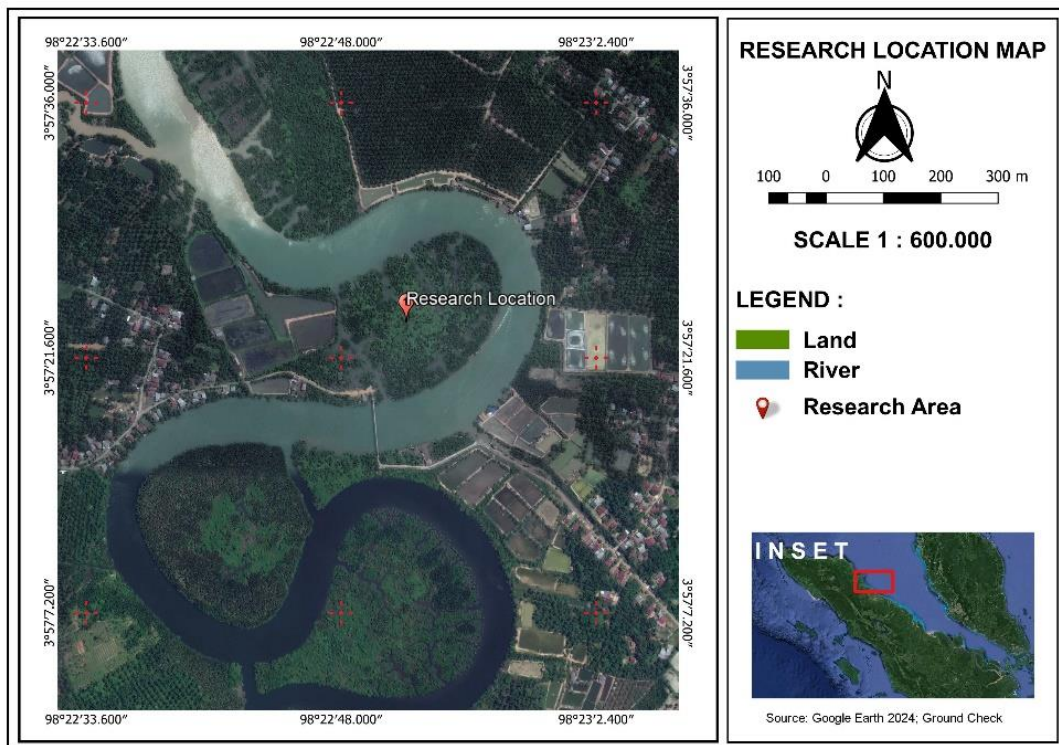 98°22'33.600" 98°22'48.000" 98°23'2.400"
3°57'36.000"
3°57'36.000"
Research Location
3°57'21.600"
3°57'21.600"
3°57'7.200"
3°57'7.200"
98°22'33.600" 98°22'48.000" 98°23'2.400"
RESEARCH LOCATION MAP
N
100 0 100 200 300 m
SCALE 1 : 600.000
LEGEND :
Land
River
Research Area
INSET
Source: Google Earth 2024; Ground Check